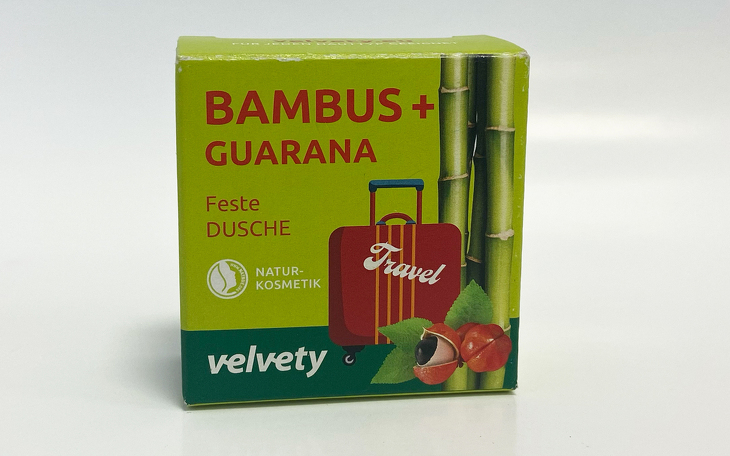 BAMBUS +
GUARANA
Feste
DUSCHE
NATUR-
KOSMETIK
Travel
velvety